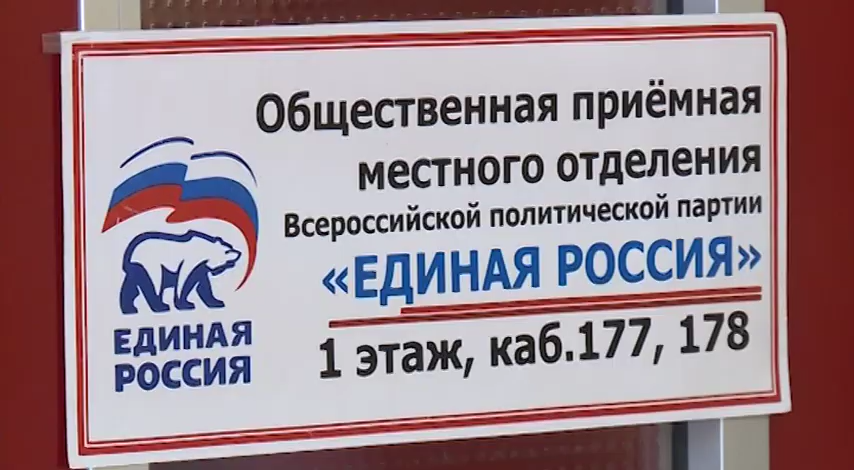 Общественная приёмная
местного отделения
Всероссийской политической партии
«ЕДИНАЯ РОССИЯ»
1 этаж, каб.177, 178
ЕДИНАЯ
РОССИЯ